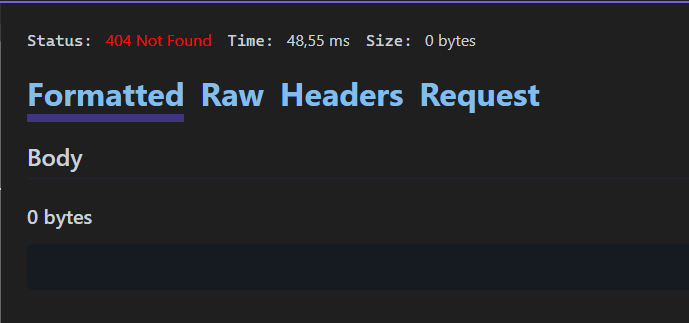 Status: 404 Not Found Time: 48,55 ms Size: 0 bytes
Formatted Raw Headers Request
Body
0 bytes